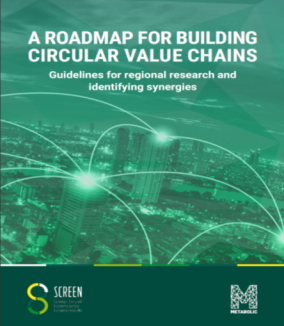 A ROADMAP FOR BUILDING
CIRCULAR VALUE CHAINS
Guidelines for regional research and
identifying synergies
SCREEN
METABOLIC